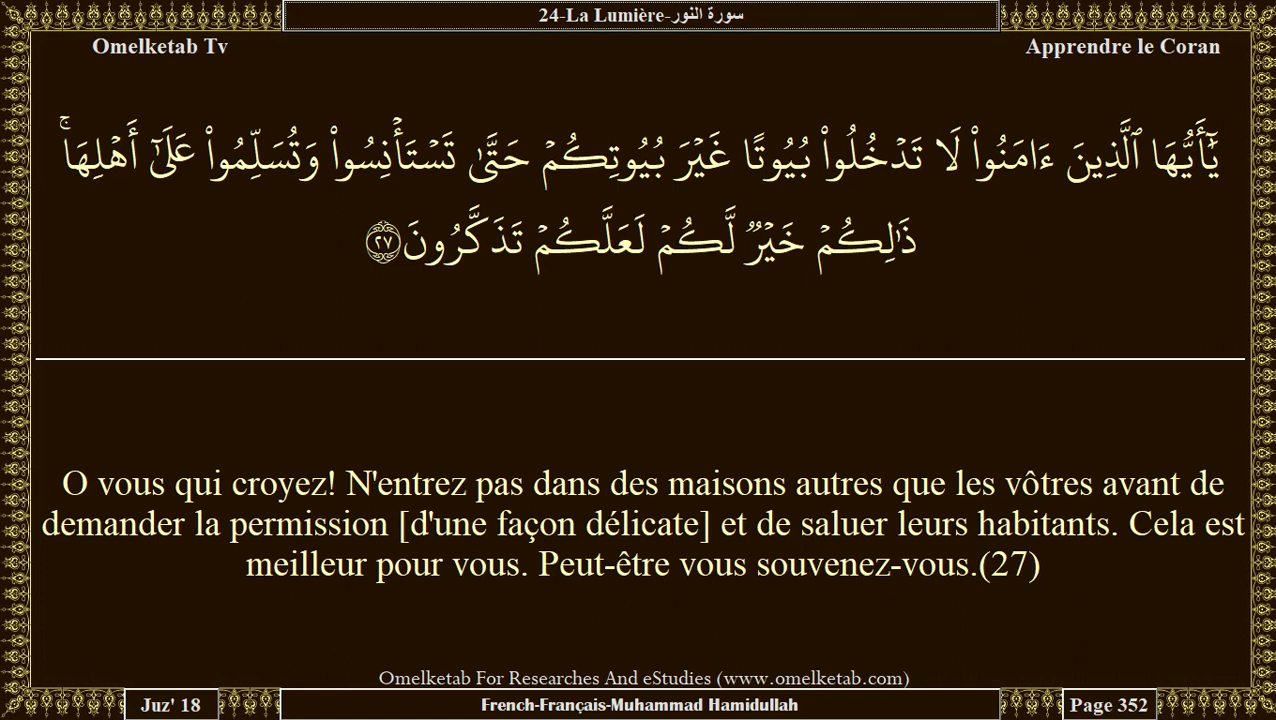 24-La Lumière-سورة النور
Omelketab Tv
Apprendre le Coran
يَٰٓأَيُّهَا ٱلَّذِينَ ءَامَنُوا۟ لَا تَدْخُلُوا۟ بُيُوتًا غَيْرَ بُيُوتِكُمْ حَتَّىٰ تَسْتَأْنِسُوا۟ وَتُسَلِّمُوا۟ عَلَىٰٓ أَهْلِهَا ۚ
ذَٰلِكُمْ خَيْرٌ لَّكُمْ لَعَلَّكُمْ تَذَكَّرُونَ ٢٧
O vous qui croyez! N'entrez pas dans des maisons autres que les vôtres avant de
demander la permission [d'une façon délicate] et de saluer leurs habitants. Cela est
meilleur pour vous. Peut-être vous souvenez-vous.(27)
Omelketab For Researches And eStudies (www.omelketab.com)
Juz' 18
French-Français-Muhammad Hamidullah
Page 352